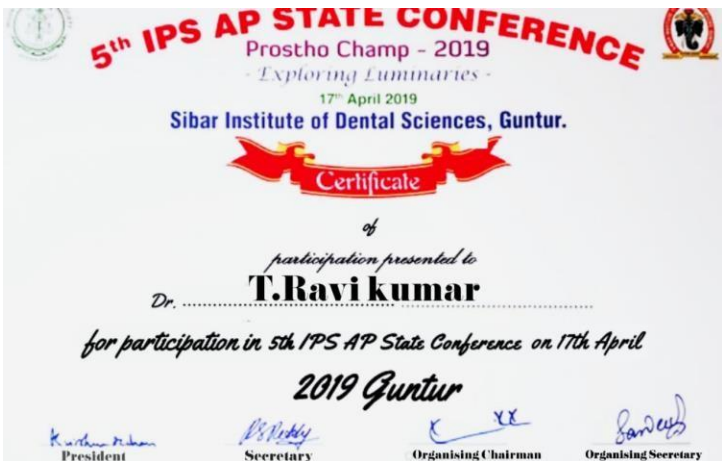 5th IPS AP STATE CONFERENCE
Prostho Champ - 2019
- Exploring Luminaries -
17th April 2019
Sibar Institute of Dental Sciences, Guntur.
Certificate
of
participation presented to
Dr. T.Ravi kumar
for participation in 5th IPS AP State Conference on 17th April
2019 Guntur
President Secretary Organising Chairman Organising Secretary